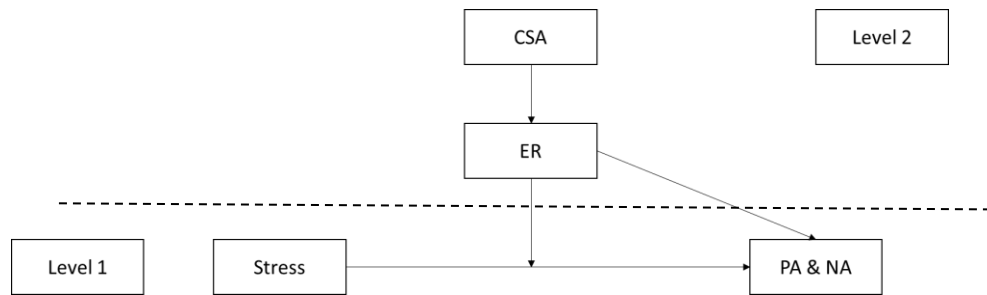 CSA
Level 2
ER
Level 1
Stress
PA & NA